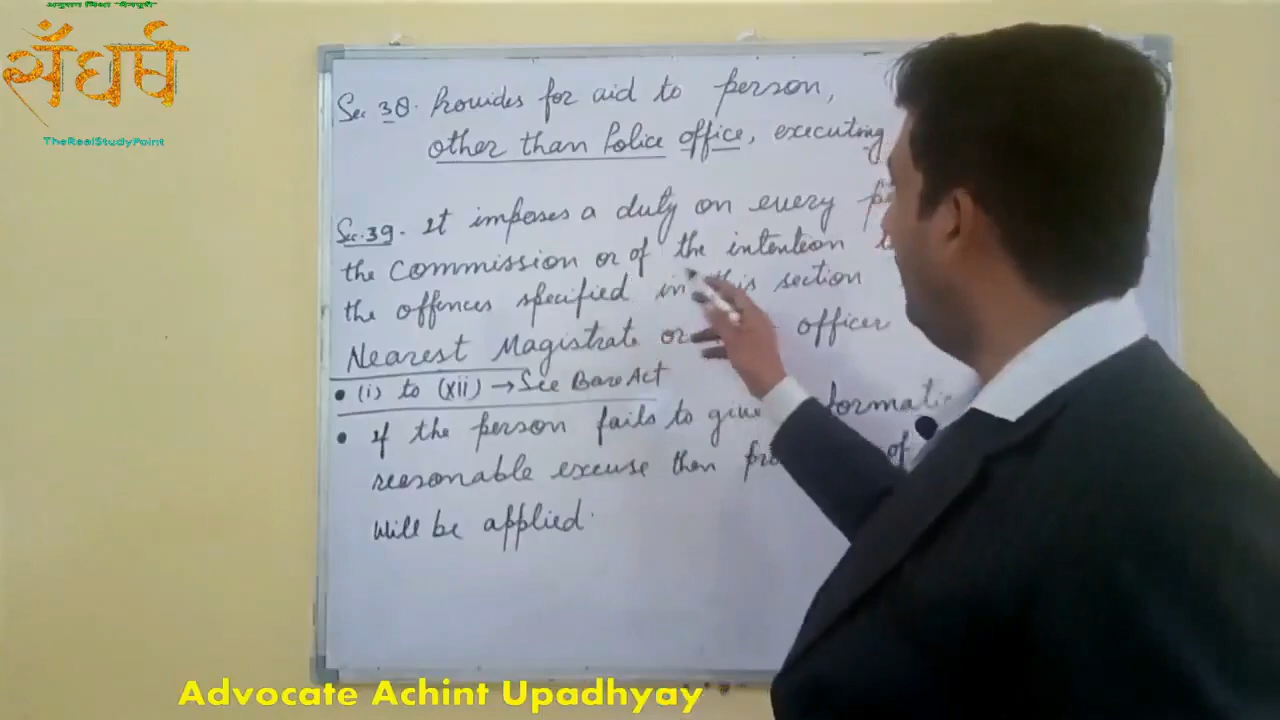 संघर्ष
TheRealStudyPoint
Sec 38. Provides for aid to person,
other than Police office, executing
Sec.39. It imposes a duty on every
the Commission or of the intention
the offences specified in this section
Nearest Magistrate or officer
• (i) to (xii) → See Bare Act
• If the person fails to give
reasonable excuse then of
will be applied.
Advocate Achint Upadhyay